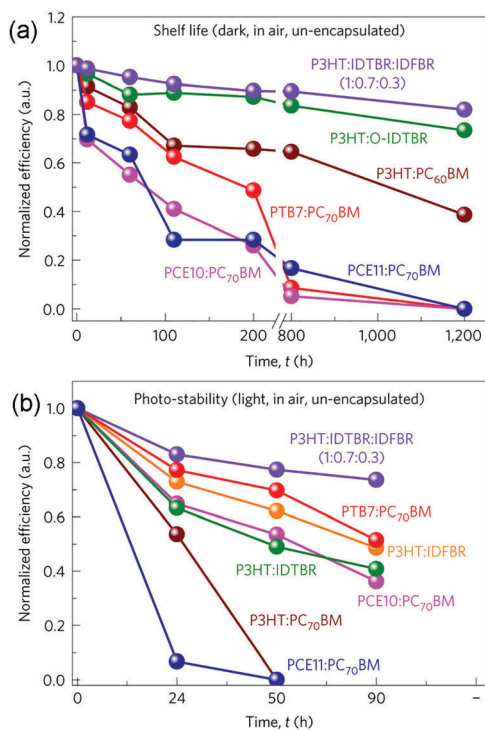 (a)
Shelf life (dark, in air, un-encapsulated)
P3HT:IDTBR:IDFBR
(1:0.7:0.3)
P3HT:O-IDTBR
P3HT:PC60BM
PTB7:PC70BM
PCE10:PC70BM
PCE11:PC70BM
Normalized efficiency (a.u.)
1.2
1.0
0.8
0.6
0.4
0.2
0.0
0 50 100 150 200 800 1,000 1,200
Time, t (h)
(b)
Photo-stability (light, in air, un-encapsulated)
P3HT:IDTBR:IDFBR
(1:0.7:0.3)
PTB7:PC70BM
P3HT:IDFBR
P3HT:IDTBR
PCE10:PC70BM
P3HT:PC70BM
PCE11:PC70BM
Normalized efficiency (a.u.)
1.0
0.8
0.6
0.4
0.2
0.0
0 24 50 90 –
Time, t (h)